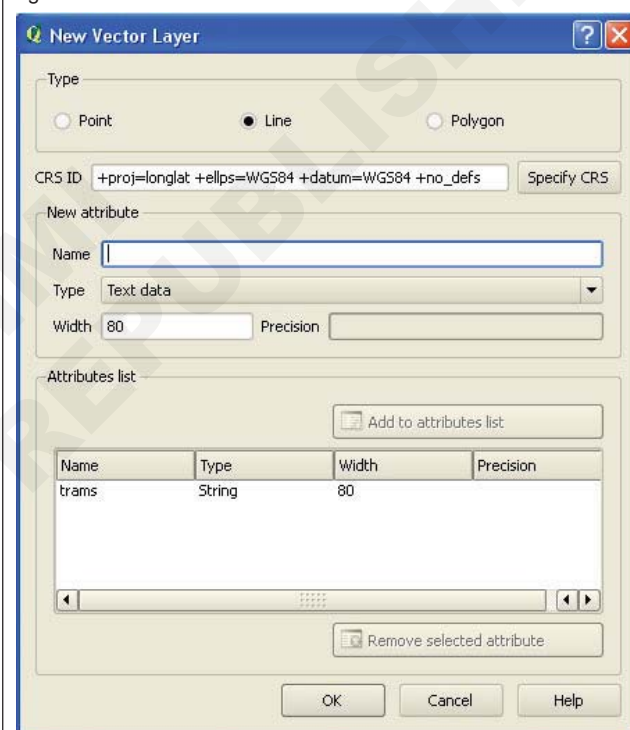 New Vector Layer
Type
Point Line Polygon
CRS ID +proj=longlat +ellps=WGS84 +datum=WGS84 +no_defs Specify CRS
New attribute
Name
Type Text data
Width 80 Precision
Attributes list
Add to attributes list
Name Type Width Precision
trams String 80
Remove selected attribute
OK Cancel Help